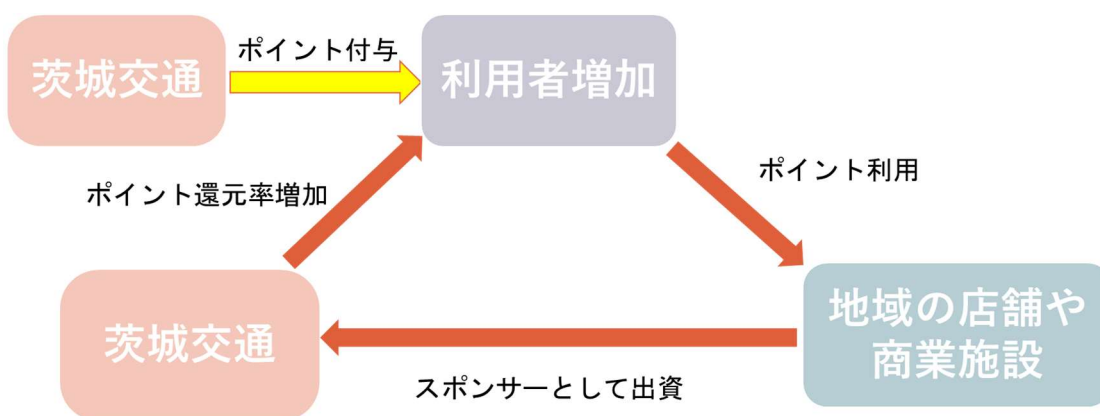 茨城交通
ポイント付与
利用者増加
ポイント還元率増加
ポイント利用
茨城交通
スポンサーとして出資
地域の店舗や
商業施設